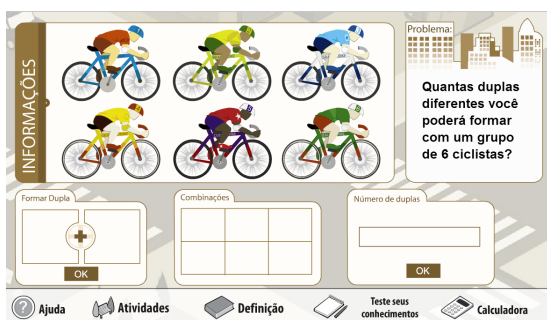 INFORMAÇÕES
Problema:
Quantas duplas
diferentes você
poderá formar
com um grupo
de 6 ciclistas?
Formar Dupla
OK
Combinações
Número de duplas
OK
? Ajuda
Atividades
Definição
Teste seus
conhecimentos
Calculadora